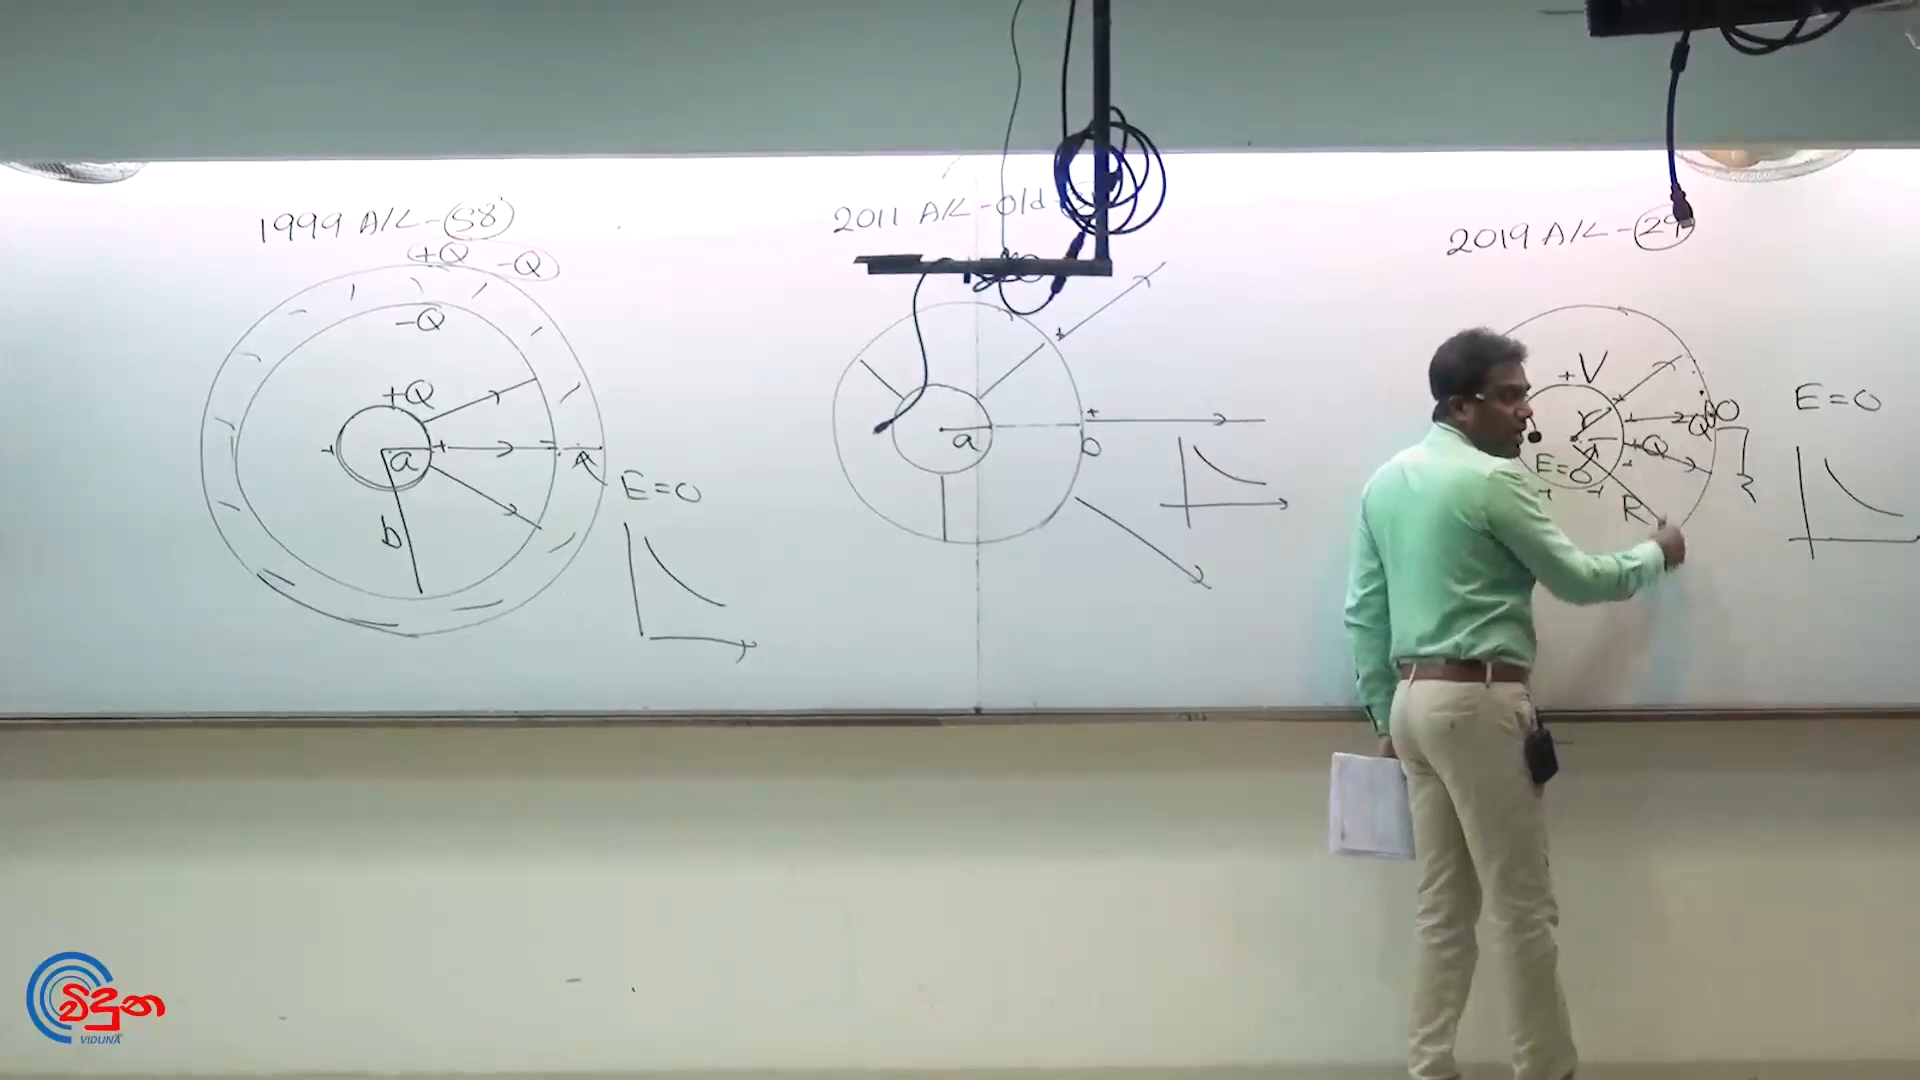 1999 A/L - 58
+Q -Q
-Q
+Q
a
b
A
E=0
2011 A/L - Old
a
b
2019 A/L - 29
+V
r
+Q
E=0
R
E=0
විදුන
VIDUNA